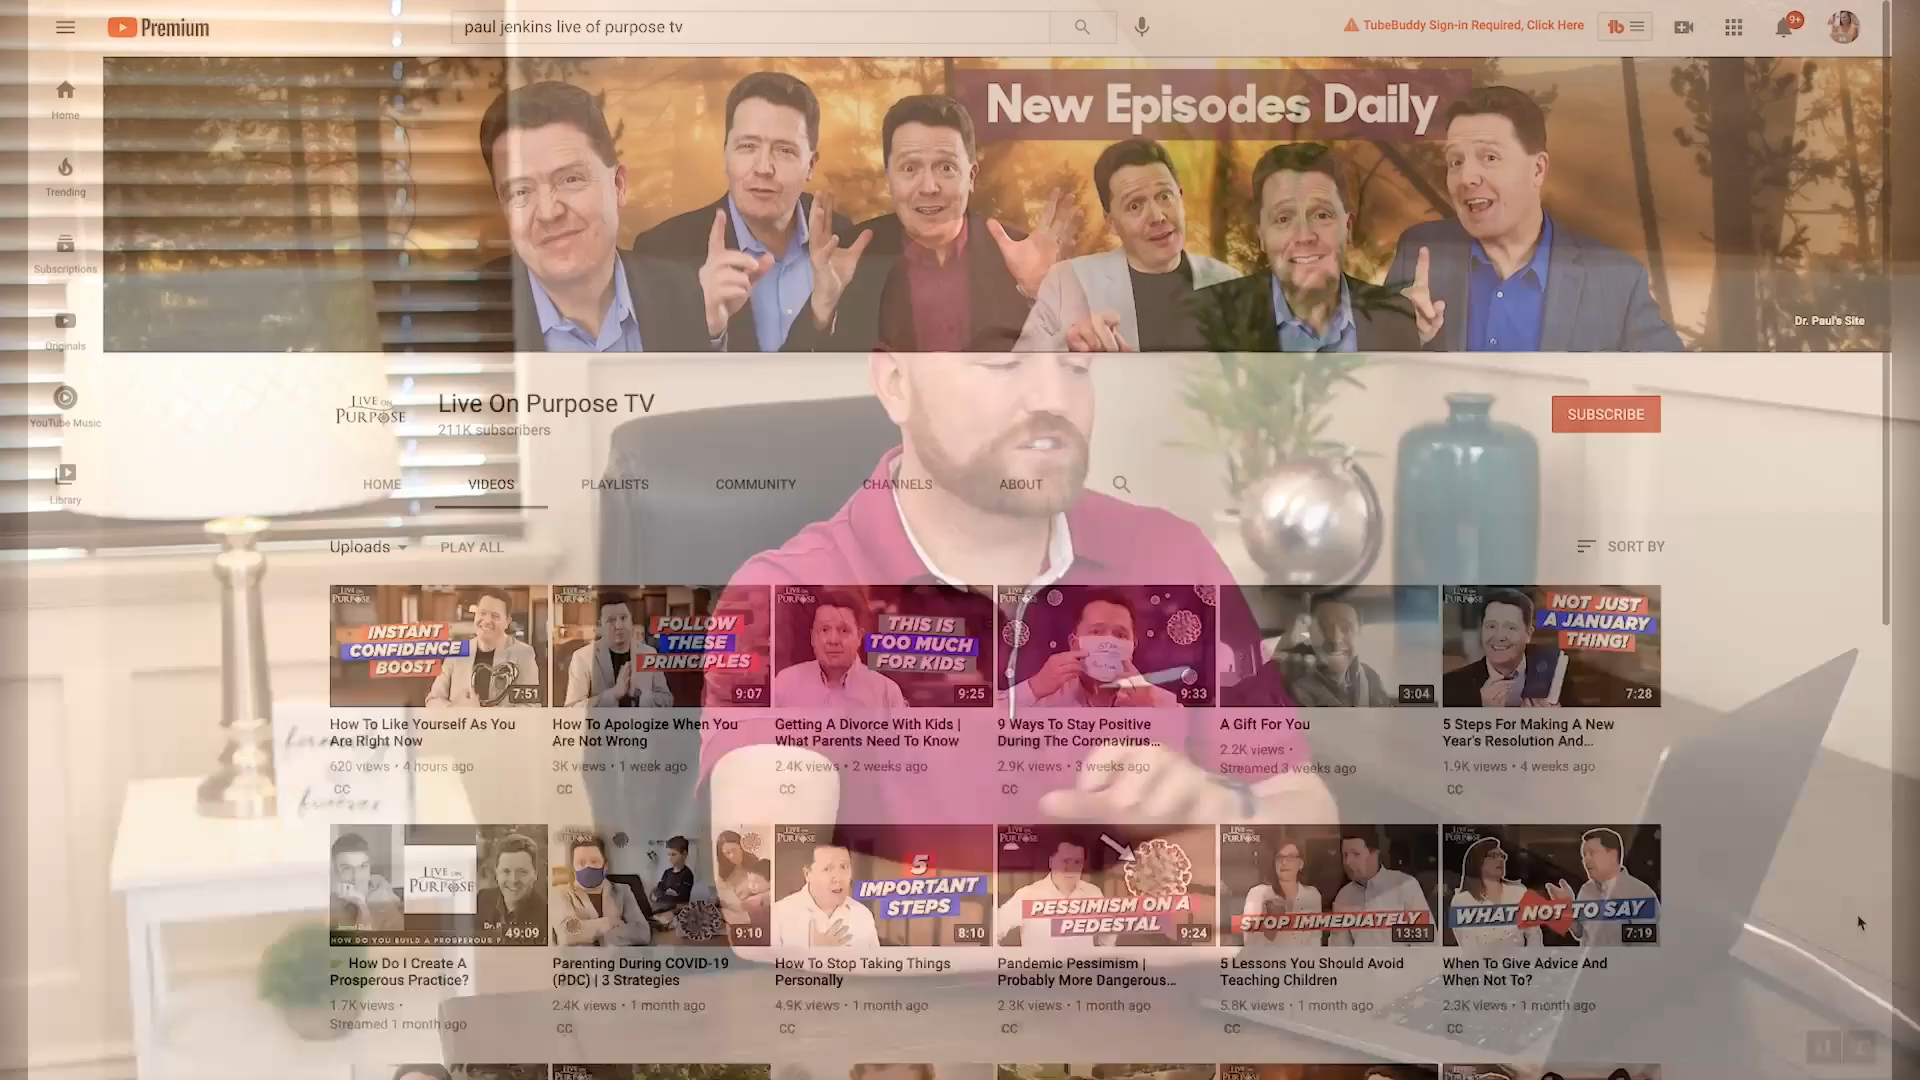 Premium
paul jenkins live of purpose tv
TubeBuddy Sign-in Required, Click Here
9+
Home
Trending
Subscriptions
Originals
YouTube Music
Library
New Episodes Daily
Dr. Paul's Site
LIVE ON
PURPOSE
Live On Purpose TV
211K subscribers
SUBSCRIBE
HOME
VIDEOS
PLAYLISTS
COMMUNITY
CHANNELS
ABOUT
Uploads
PLAY ALL
SORT BY
INSTANT
CONFIDENCE
BOOST
7:51
FOLLOW
THESE
PRINCIPLES
9:07
THIS IS
TOO MUCH
FOR KIDS
9:25
9:33
3:04
NOT JUST
A JANUARY
THING!
7:28
How To Like Yourself As You
Are Right Now
620 views • 4 hours ago
CC
How To Apologize When You
Are Not Wrong
3K views • 1 week ago
CC
Getting A Divorce With Kids |
What Parents Need To Know
2.4K views • 2 weeks ago
CC
9 Ways To Stay Positive
During The Coronavirus...
2.9K views • 3 weeks ago
CC
A Gift For You
2.2K views •
Streamed 3 weeks ago
5 Steps For Making A New
Year's Resolution And...
1.9K views • 4 weeks ago
CC
forever
LIVE ON
PURPOSE
49:09
9:10
5
IMPORTANT
STEPS
8:10
PESSIMISM ON A
PEDESTAL
9:24
STOP IMMEDIATELY
13:31
WHAT NOT TO SAY
7:19
How Do I Create A
Prosperous Practice?
1.7K views •
Streamed 1 month ago
Parenting During COVID-19
(PDC) | 3 Strategies
2.4K views • 1 month ago
CC
How To Stop Taking Things
Personally
4.9K views • 1 month ago
CC
Pandemic Pessimism |
Probably More Dangerous...
2.3K views • 1 month ago
CC
5 Lessons You Should Avoid
Teaching Children
5.8K views • 1 month ago
CC
When To Give Advice And
When Not To?
2.3K views • 1 month ago
CC